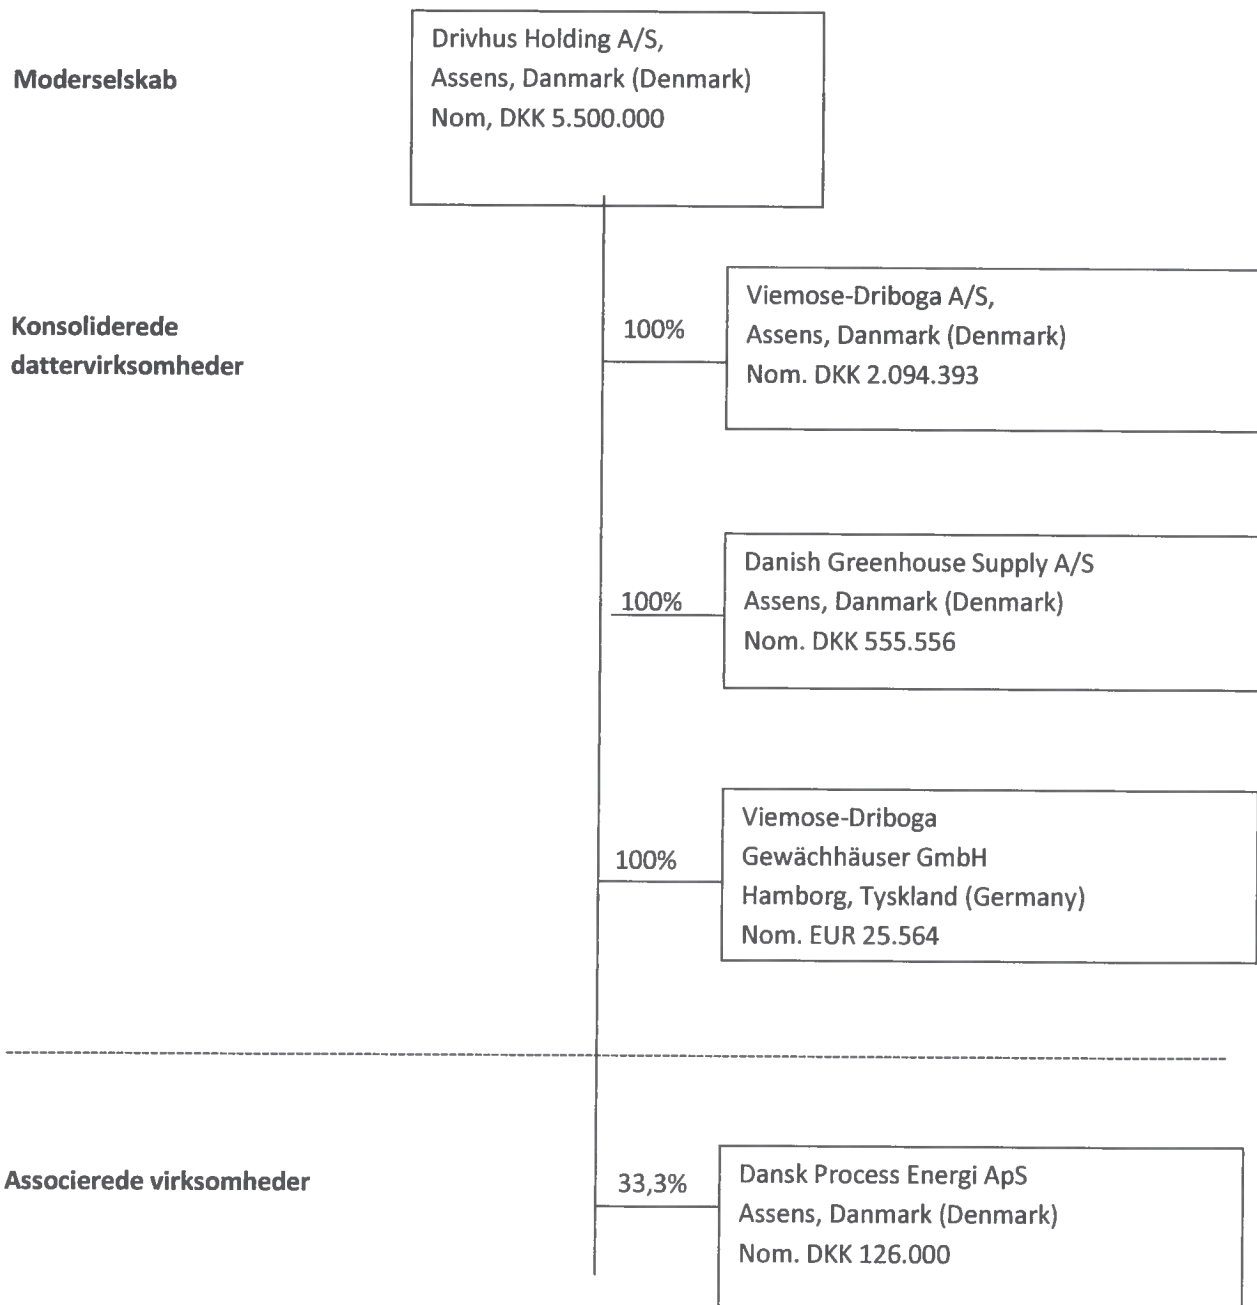 Moderselskab
Drivhus Holding A/S,
Assens, Danmark (Denmark)
Nom, DKK 5.500.000
Konsoliderede
dattervirksomheder
100%
Viemose-Driboga A/S,
Assens, Danmark (Denmark)
Nom. DKK 2.094.393
100%
Danish Greenhouse Supply A/S
Assens, Danmark (Denmark)
Nom. DKK 555.556
100%
Viemose-Driboga
Gewächhäuser GmbH
Hamborg, Tyskland (Germany)
Nom. EUR 25.564
Associerede virksomheder
33,3%
Dansk Process Energi ApS
Assens, Danmark (Denmark)
Nom. DKK 126.000